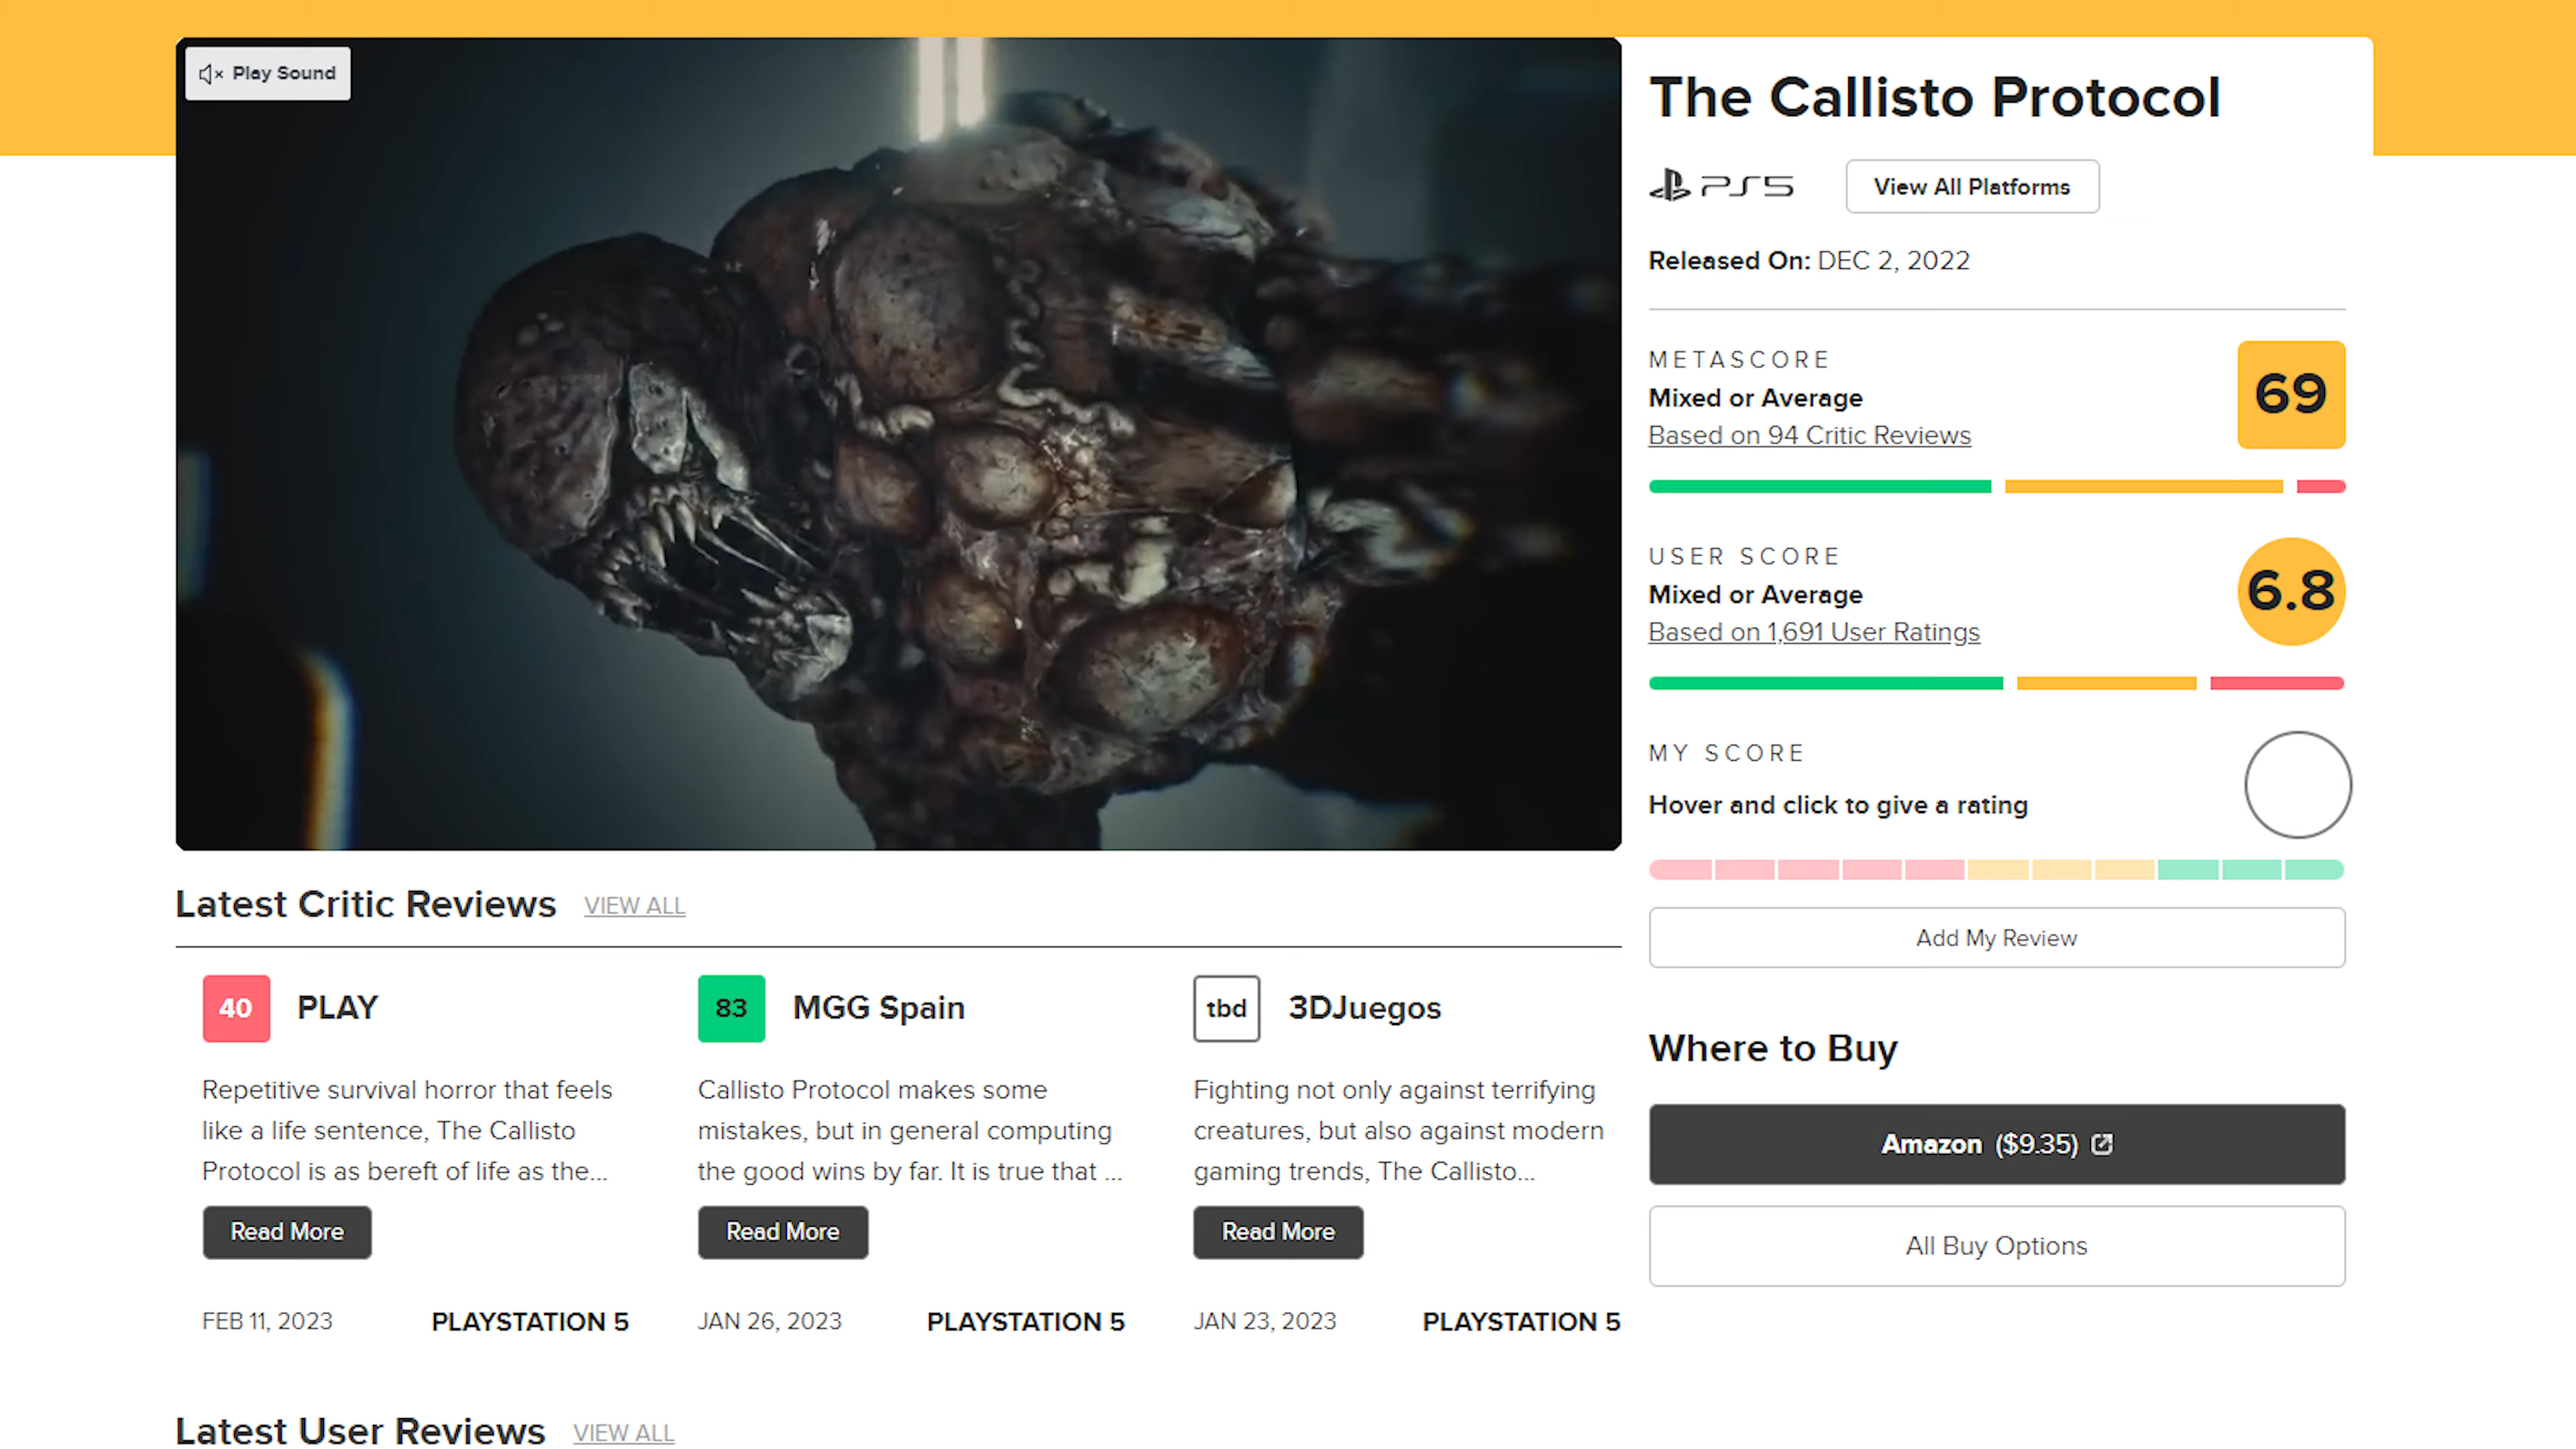 Play Sound
The Callisto Protocol
PS5
View All Platforms
Released On: DEC 2, 2022
METASCORE
Mixed or Average
Based on 94 Critic Reviews
69
USER SCORE
Mixed or Average
Based on 1,691 User Ratings
6.8
MY SCORE
Hover and click to give a rating
Add My Review
Where to Buy
Amazon ($9.35)
All Buy Options
Latest Critic Reviews VIEW ALL
40 PLAY
Repetitive survival horror that feels
like a life sentence, The Callisto
Protocol is as bereft of life as the...
Read More
FEB 11, 2023 PLAYSTATION 5
83 MGG Spain
Callisto Protocol makes some
mistakes, but in general computing
the good wins by far. It is true that ...
Read More
JAN 26, 2023 PLAYSTATION 5
tbd 3DJuegos
Fighting not only against terrifying
creatures, but also against modern
gaming trends, The Callisto...
Read More
JAN 23, 2023 PLAYSTATION 5
Latest User Reviews VIEW ALL